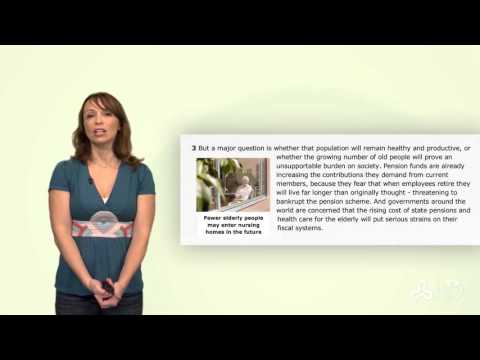 3 But a major question is whether that population will remain healthy and productive, or
whether the growing number of old people will prove an
unsupportable burden on society. Pension funds are already
increasing the contributions they demand from current
members, because they fear that when employees retire they
will live far longer than originally thought - threatening to
bankrupt the pension scheme. And governments around the
world are concerned that the rising cost of state pensions and
health care for the elderly will put serious strains on their
fiscal systems.
Fewer elderly people
may enter nursing
homes in the future